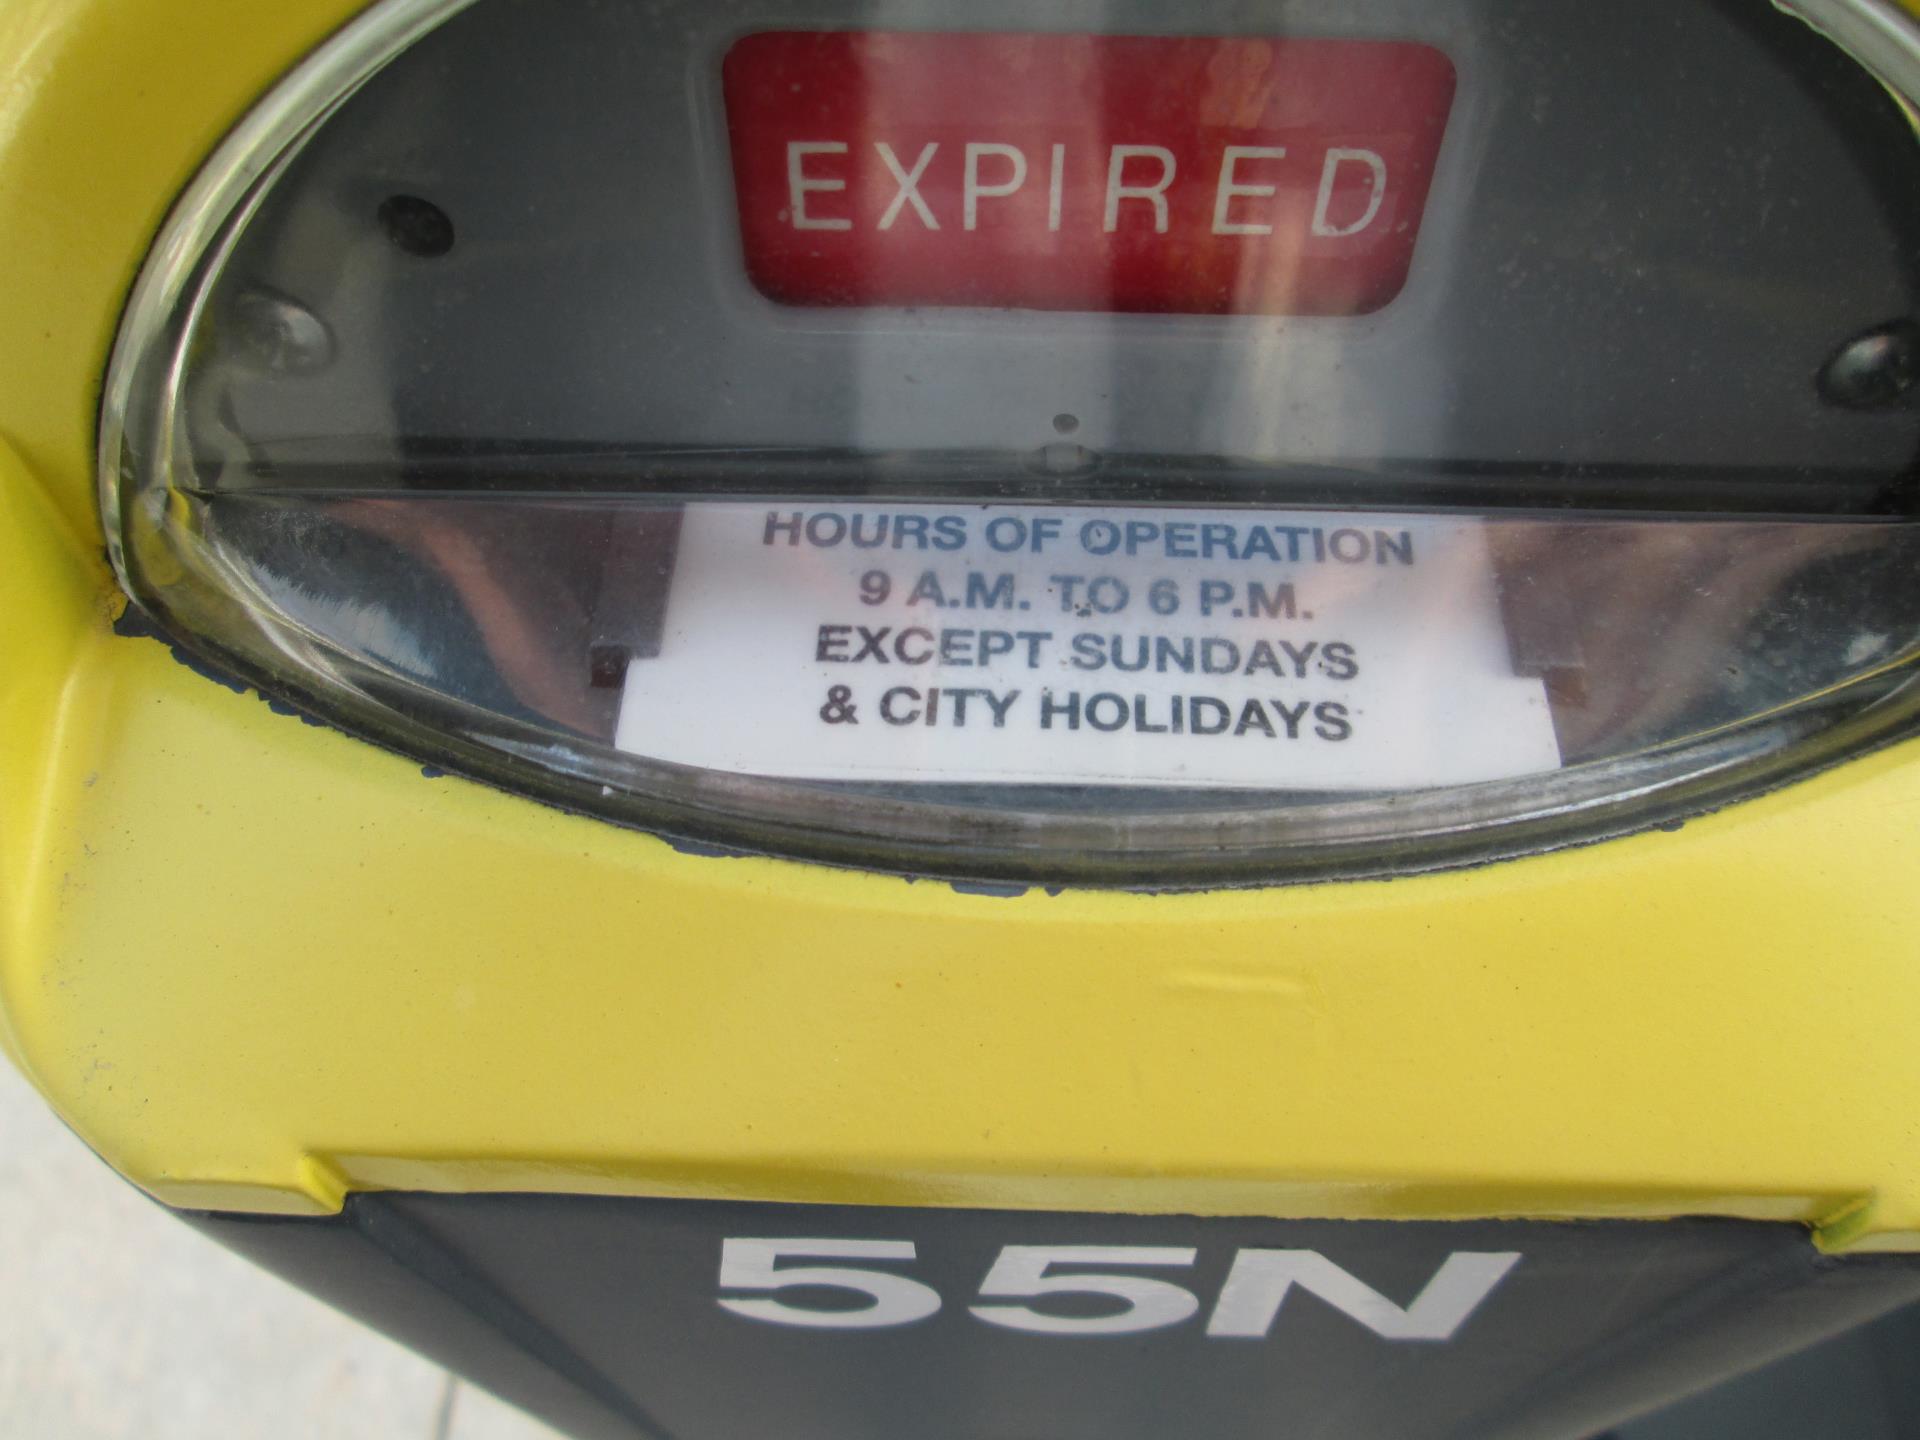 EXPIRED
HOURS OF OPERATION
9 A.M. TO 6 P.M.
EXCEPT SUNDAYS
& CITY HOLIDAYS
55N